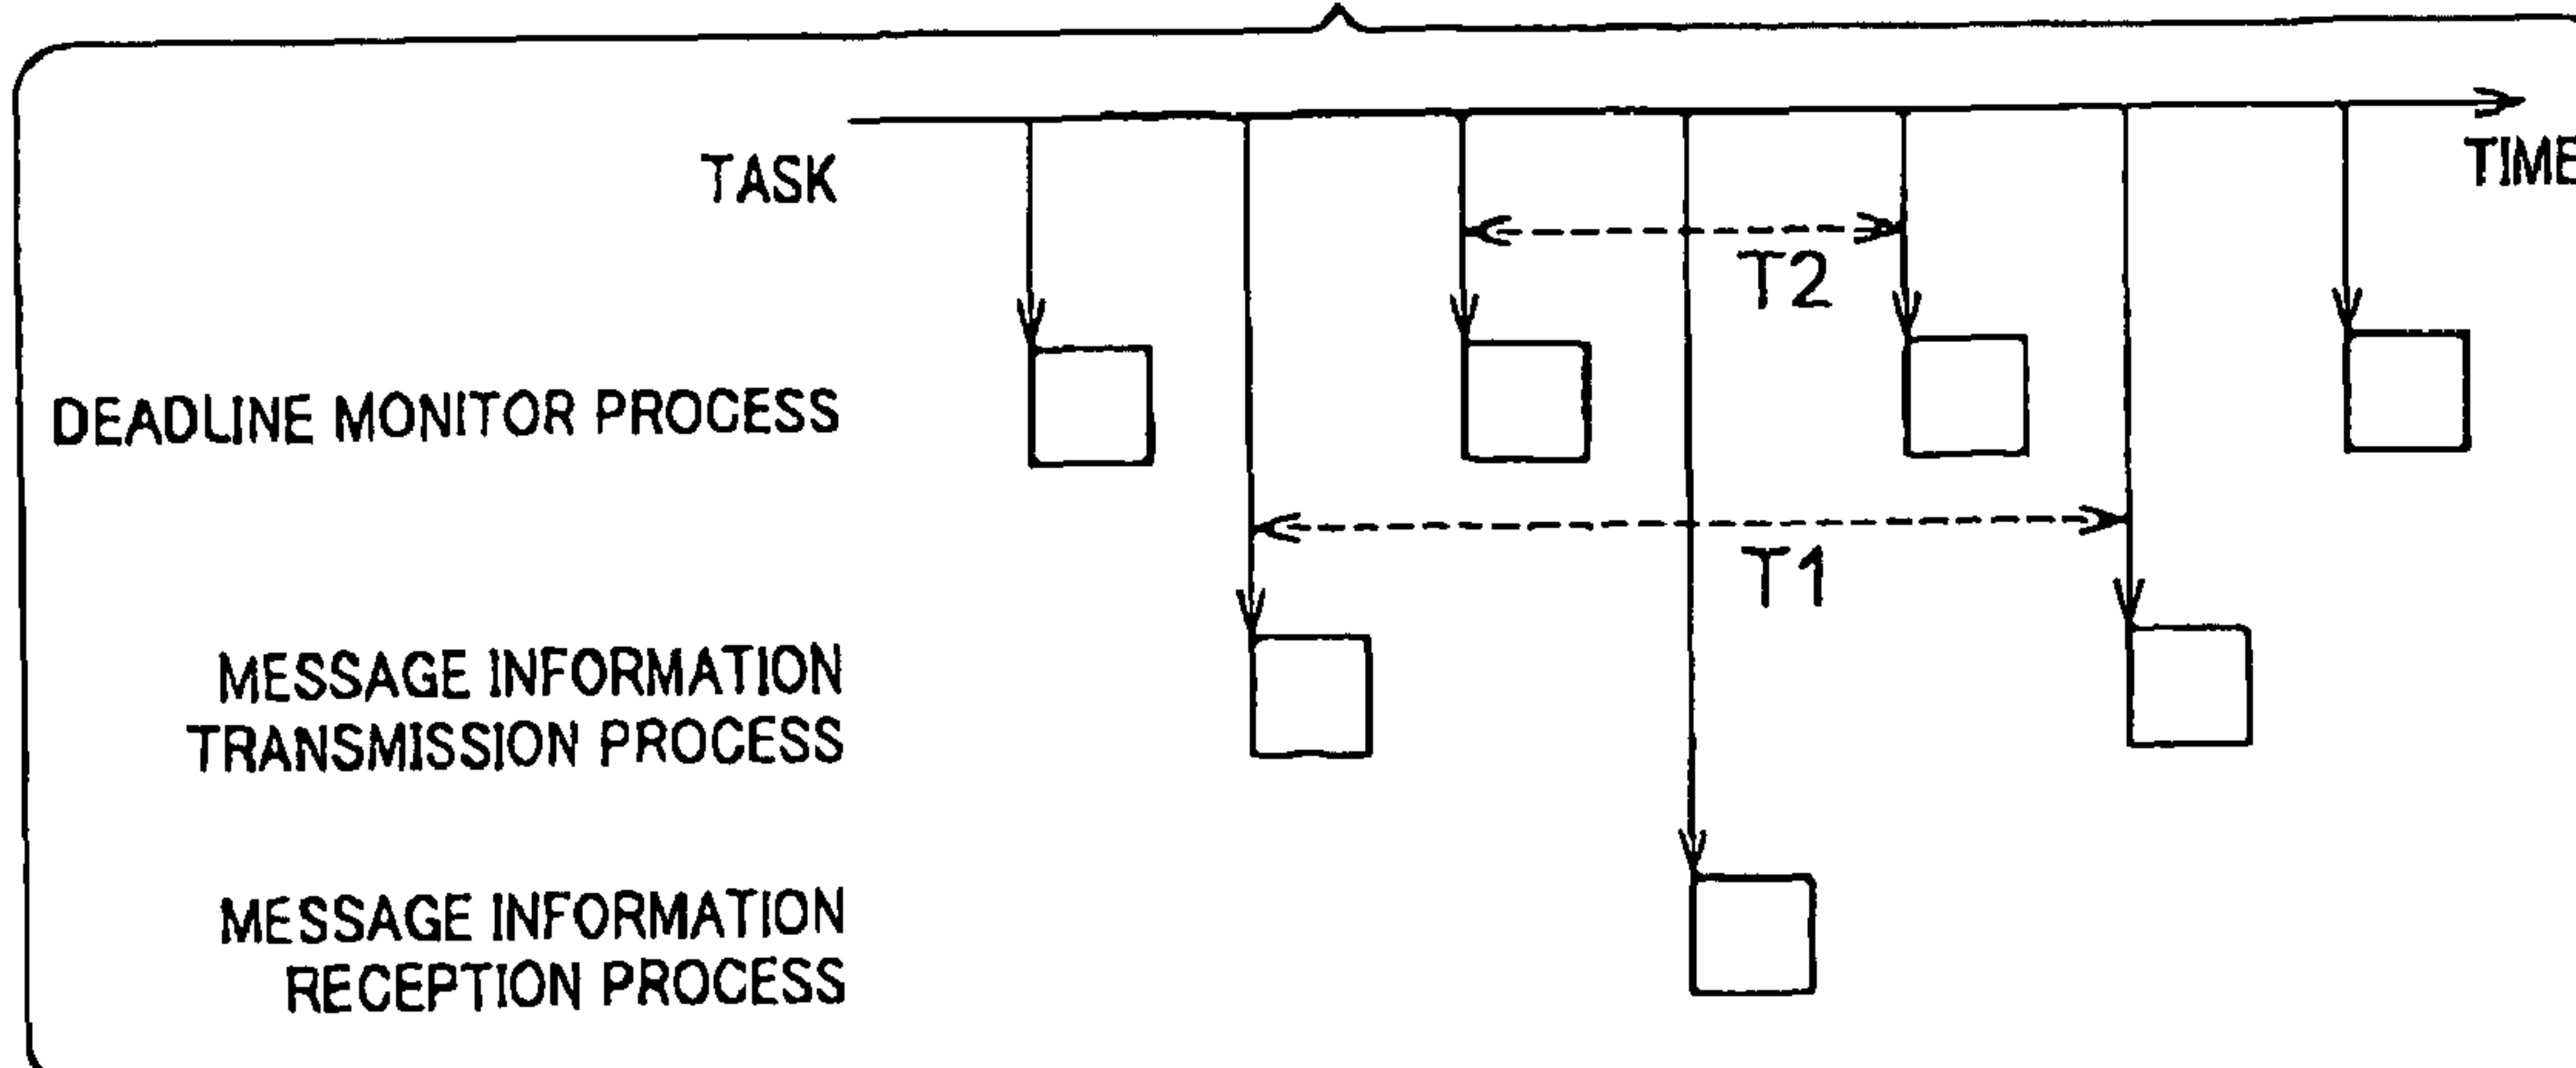 TASK
TIME
T2
DEADLINE MONITOR PROCESS
T1
MESSAGE INFORMATION
TRANSMISSION PROCESS
MESSAGE INFORMATION
RECEPTION PROCESS